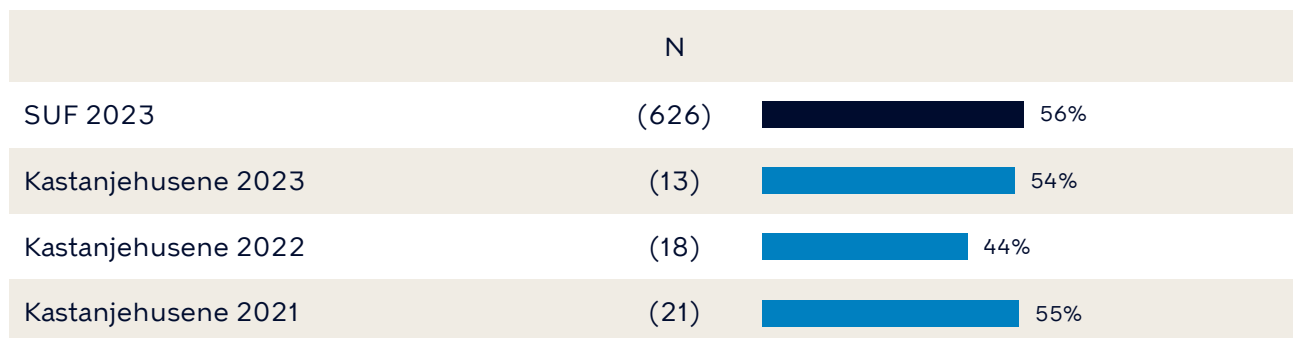 N
SUF 2023 (626) 56%
Kastanjehusene 2023 (13) 54%
Kastanjehusene 2022 (18) 44%
Kastanjehusene 2021 (21) 55%